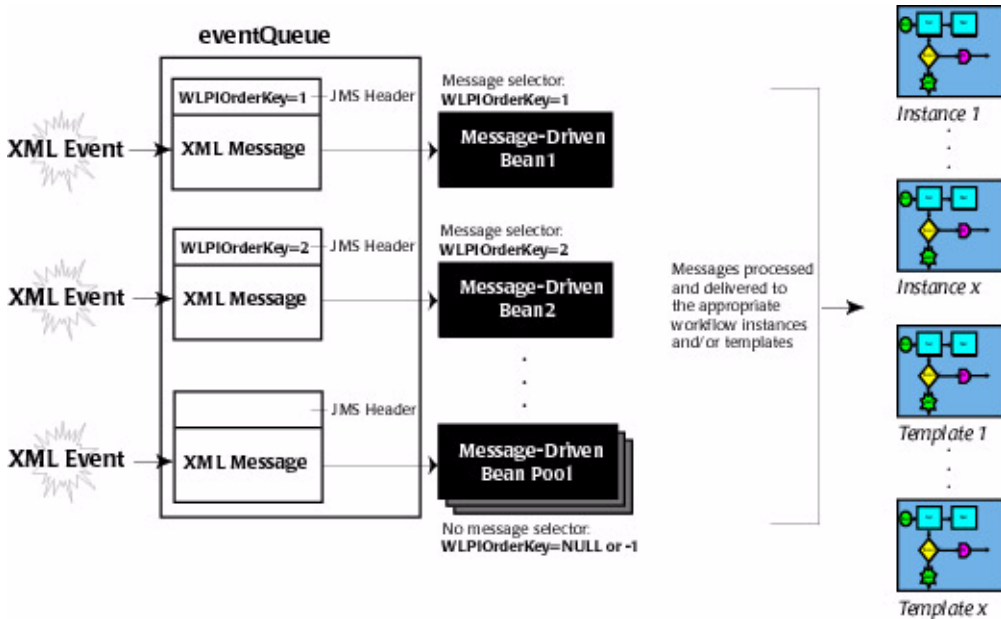 eventQueue
XML Event
WLPIOrderKey=1
JMS Header
XML Message
Message selector:
WLPIOrderKey=1
Message-Driven
Bean1
XML Event
WLPIOrderKey=2
JMS Header
XML Message
Message selector:
WLPIOrderKey=2
Message-Driven
Bean2
XML Event
JMS Header
XML Message
Message-Driven
Bean Pool
No message selector:
WLPIOrderKey=NULL or -1
Messages processed
and delivered to
the appropriate
workflow instances
and/or templates
Instance 1
Instance x
Template 1
Template x